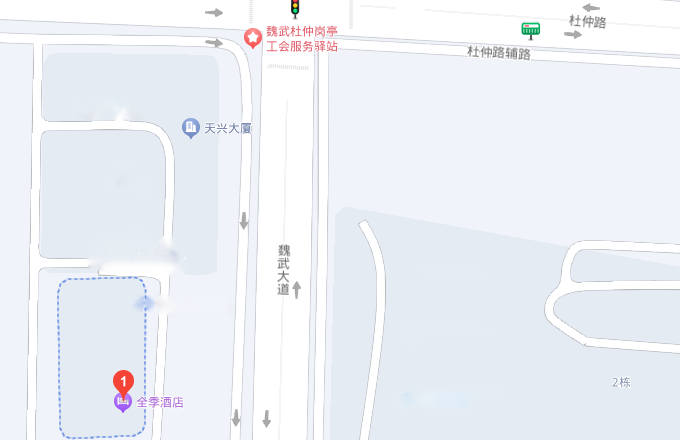 杜仲路
魏武杜仲岗亭
工会服务驿站
杜仲路辅路
天兴大厦
魏武大道
2栋
1
全季酒店